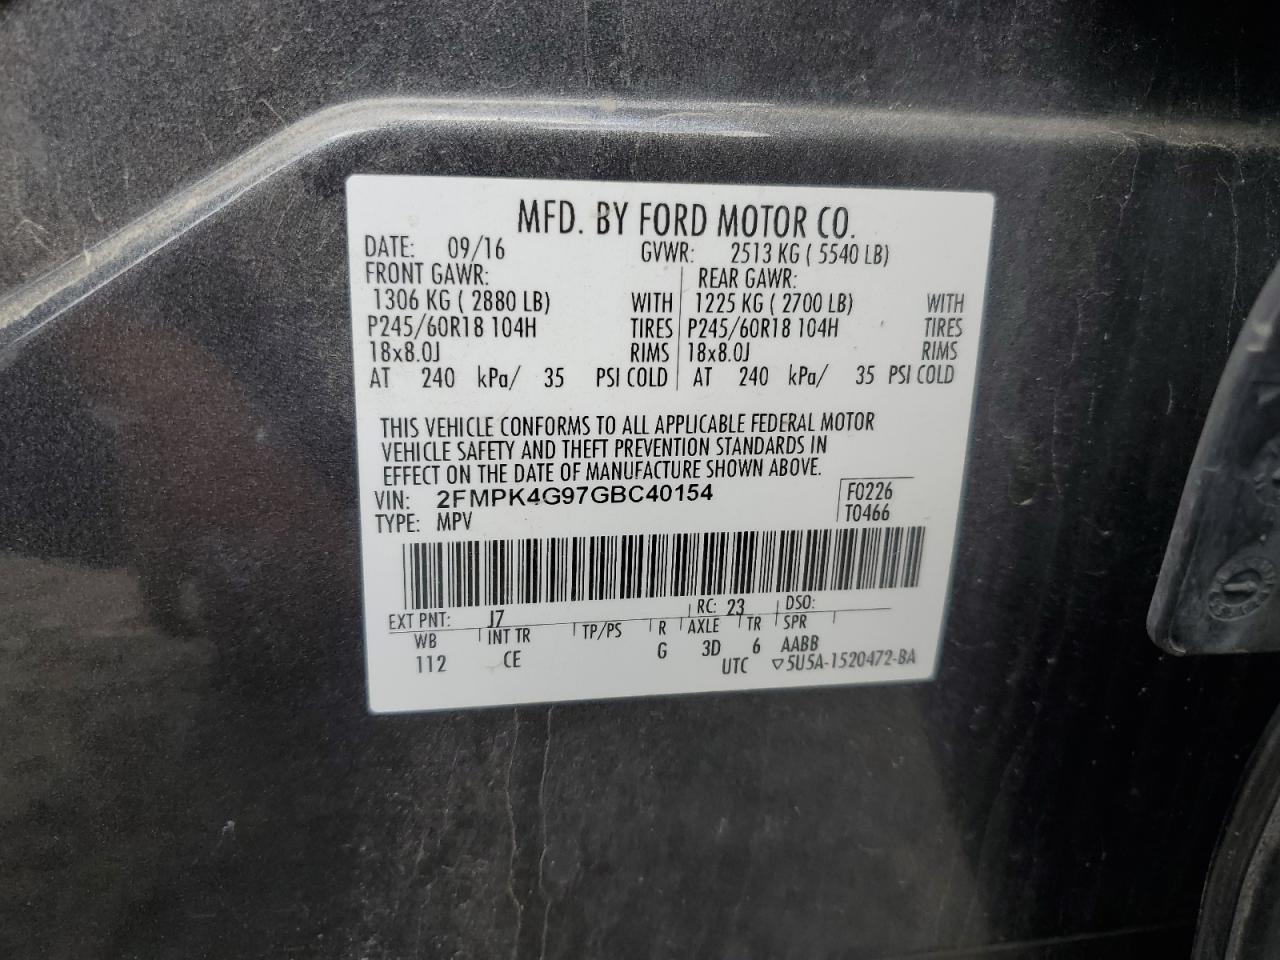 MFD. BY FORD MOTOR CO.
DATE: 09/16 GVWR: 2513 KG ( 5540 LB)
FRONT GAWR: REAR GAWR:
1306 KG ( 2880 LB) WITH 1225 KG ( 2700 LB) WITH
P245/60R18 104H TIRES P245/60R18 104H TIRES
18x8.0J RIMS 18x8.0J RIMS
AT 240 kPa/ 35 PSI COLD AT 240 kPa/ 35 PSI COLD
THIS VEHICLE CONFORMS TO ALL APPLICABLE FEDERAL MOTOR
VEHICLE SAFETY AND THEFT PREVENTION STANDARDS IN
EFFECT ON THE DATE OF MANUFACTURE SHOWN ABOVE.
VIN: 2FMPK4G97GBC40154 F0226
TYPE: MPV T0466
EXT PNT: J7 RC: 23 DSO:
WB INT TR TP/PS R AXLE TR SPR
112 CE G 3D 6 AABB
UTC ▽5U5A-1520472-BA